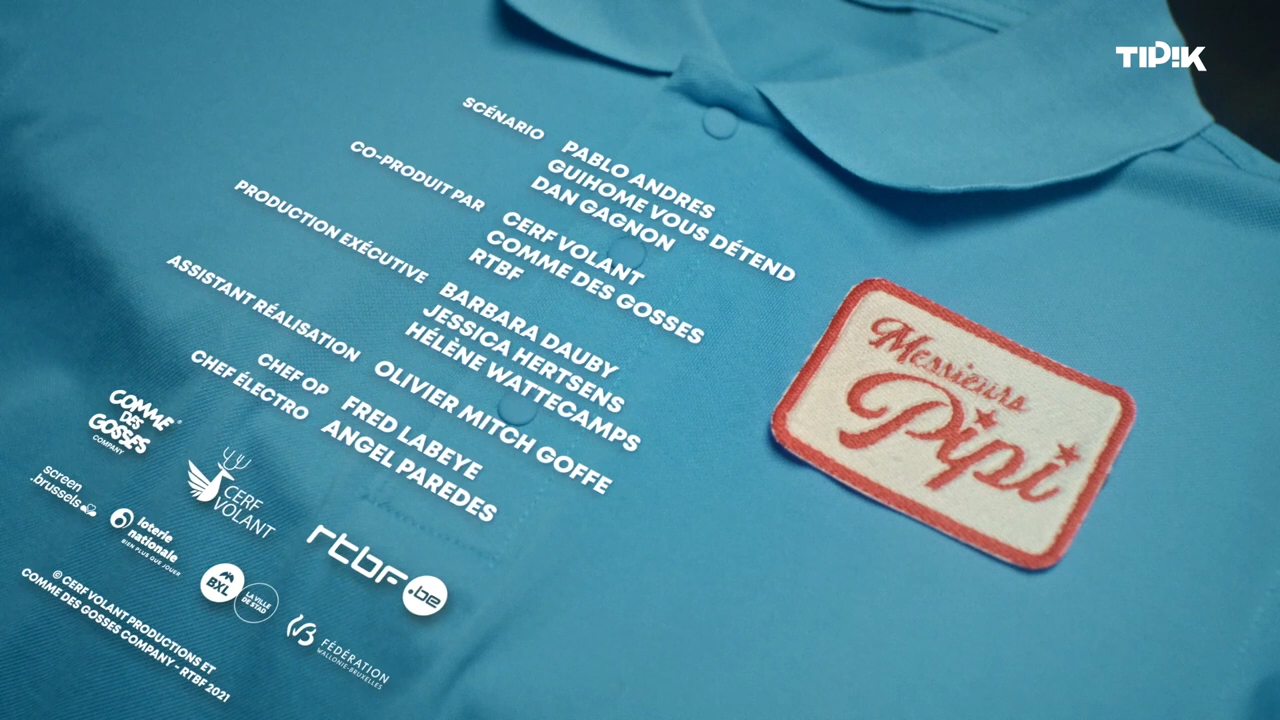 TIPIK
SCÉNARIO
PABLO ANDRES
GUIHOME VOUS DÉTEND
DAN GAGNON
CO-PRODUIT PAR
CERF VOLANT
COMME DES GOSSES
RTBF
PRODUCTION EXÉCUTIVE
BARBARA DAUBY
JESSICA HERTSENS
HÉLÈNE WATTECAMPS
ASSISTANT RÉALISATION
OLIVIER MITCH GOFFE
CHEF OP
FRED LABEYE
CHEF ÉLECTRO
ANGEL PAREDES
Messieurs
Pipi
COMME
DES
GOSSES
COMPANY
CERF
VOLANT
screen
.brussels
loterie
nationale
BIEN PLUS QUE JOUER
rtbf.be
BXL
LA VILLE
DE STAD
FÉDÉRATION
WALLONIE-BRUXELLES
© CERF VOLANT PRODUCTIONS ET
COMME DES GOSSES COMPANY - RTBF 2021